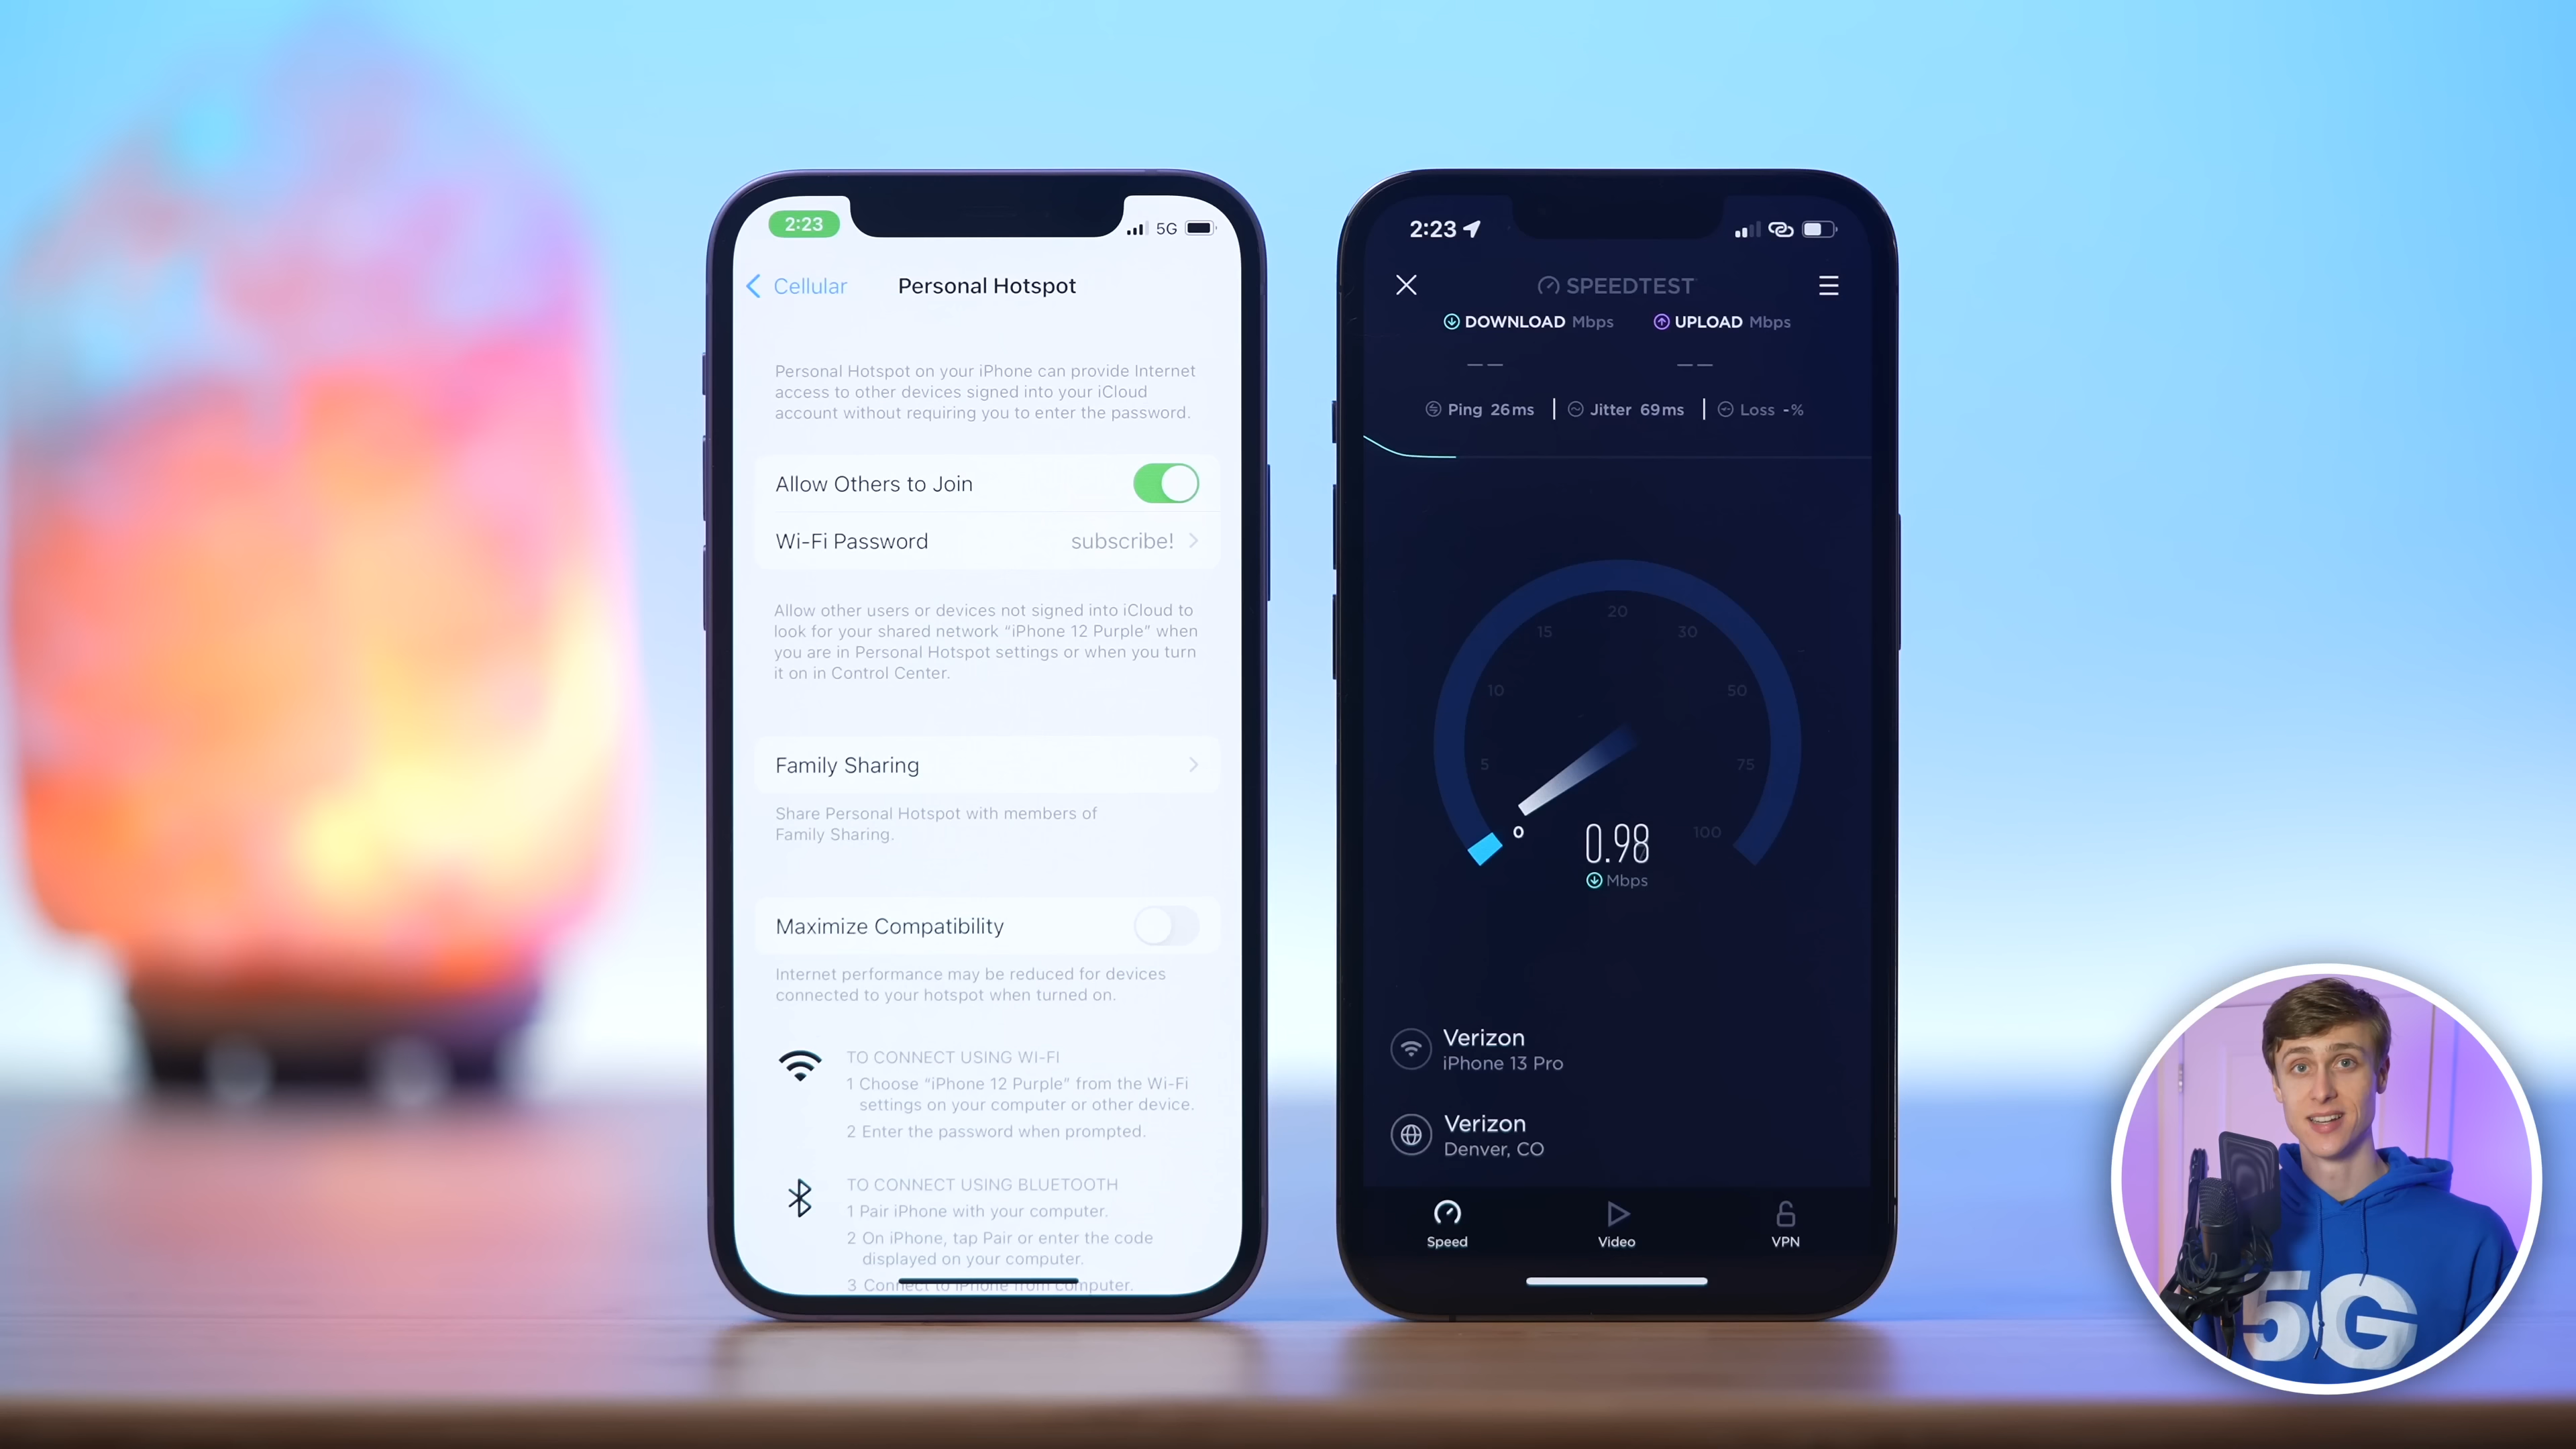 2:23
5G
Cellular
Personal Hotspot
Personal Hotspot on your iPhone can provide Internet
access to other devices signed into your iCloud
account without requiring you to enter the password.
Allow Others to Join
Wi-Fi Password subscribe!
Allow other users or devices not signed into iCloud to
look for your shared network “iPhone 12 Purple” when
you are in Personal Hotspot settings or when you turn
it on in Control Center.
Family Sharing
Share Personal Hotspot with members of
Family Sharing.
Maximize Compatibility
Internet performance may be reduced for devices
connected to your hotspot when turned on.
TO CONNECT USING WI-FI
1 Choose “iPhone 12 Purple” from the Wi-Fi
settings on your computer or other device.
2 Enter the password when prompted.
TO CONNECT USING BLUETOOTH
1 Pair iPhone with your computer.
2 On iPhone, tap Pair or enter the code
displayed on your computer.
3 Connect to iPhone from computer.
2:23
SPEEDTEST
DOWNLOAD Mbps UPLOAD Mbps
— — — —
Ping 26ms Jitter 69ms Loss -%
20
15 30
10 50
5 75
0 100
0.98
Mbps
Verizon
iPhone 13 Pro
Verizon
Denver, CO
Speed Video VPN
5G